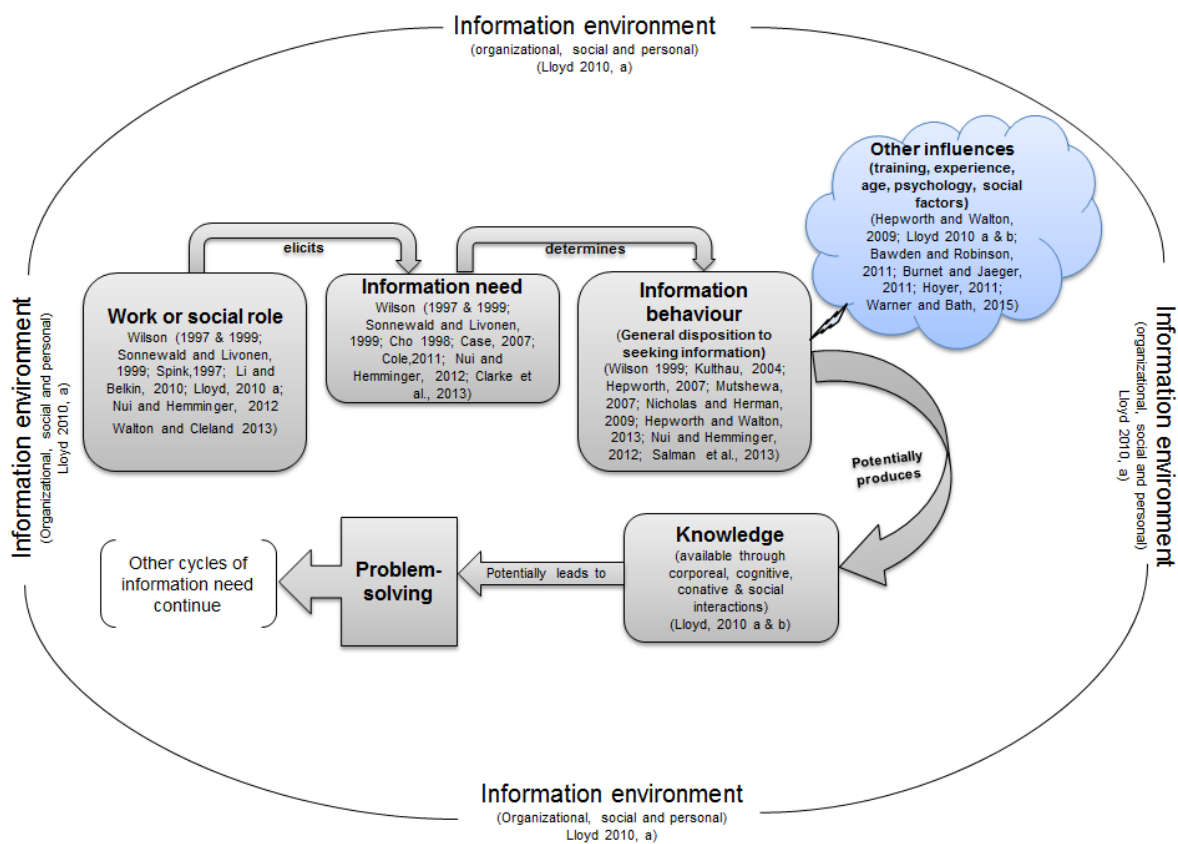 Information environment
(organizational, social and personal)
(Lloyd 2010, a)
Other influences
(training, experience,
age, psychology, social
factors)
(Hepworth and Walton,
2009; Lloyd 2010 a & b;
Bawden and Robinson,
2011; Burnet and Jaeger,
2011; Hoyer, 2011;
Warner and Bath, 2015)
elicits
determines
Work or social role
Wilson (1997 & 1999;
Sonnewald and Livonen,
1999; Spink,1997; Li and
Belkin, 2010; Lloyd, 2010 a;
Nui and Hemminger, 2012
Walton and Cleland 2013)
Information need
Wilson (1997 & 1999;
Sonnewald and Livonen,
1999; Cho 1998; Case, 2007;
Cole,2011; Nui and
Hemminger, 2012; Clarke et
al., 2013)
Information
behaviour
(General disposition to
seeking information)
(Wilson 1999; Kulthau, 2004;
Hepworth, 2007; Mutshewa,
2007; Nicholas and Herman,
2009; Hepworth and Walton,
2013; Nui and Hemminger,
2012; Salman et al., 2013)
Information environment
(Organizational, social and personal)
Lloyd 2010, a)
Information environment
(organizational, social and personal)
Lloyd 2010, a)
Potentially
produces
Knowledge
(available through
corporeal, cognitive,
conative & social
interactions)
(Lloyd, 2010 a & b)
Potentially leads to
Problem-
solving
Other cycles of
information need
continue
Information environment
(Organizational, social and personal)
Lloyd 2010, a)